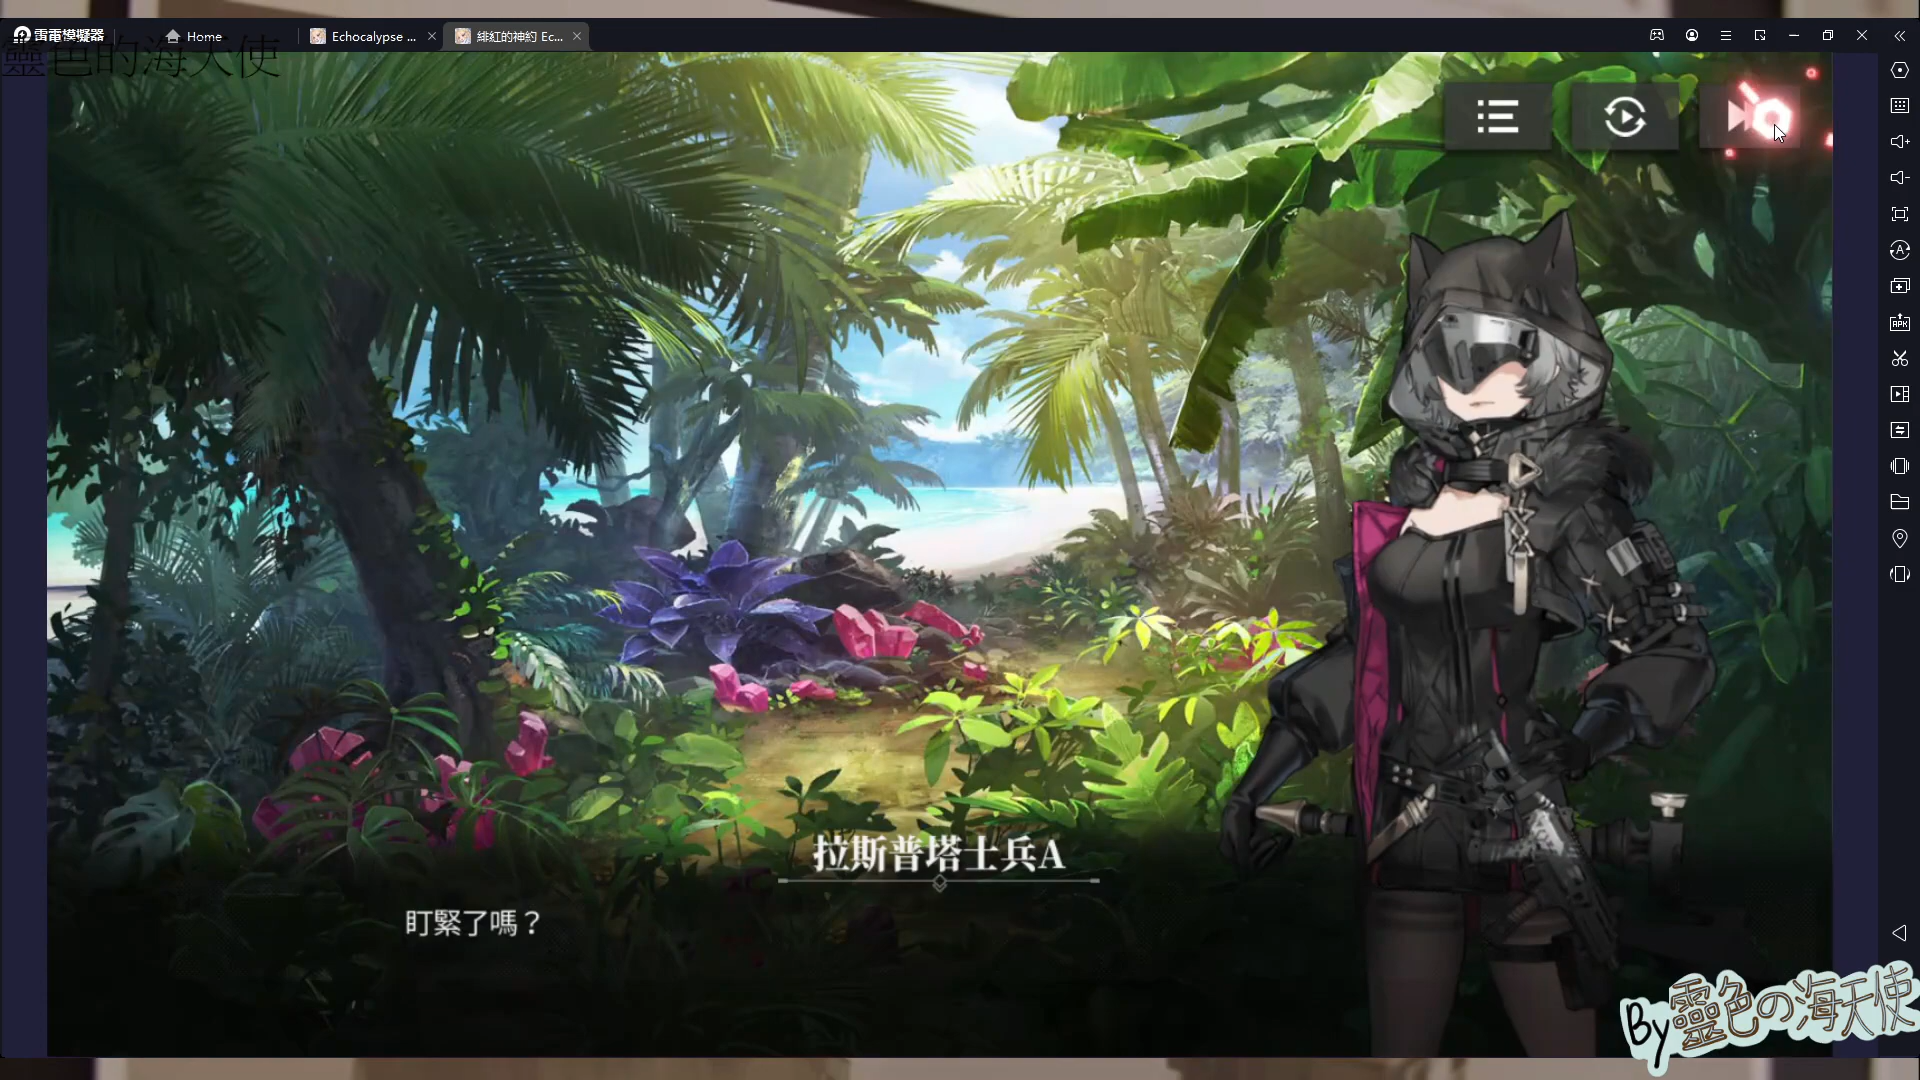 雷電模擬器
Home
Echocalypse ...
緋紅的神約 Ec...
靈色的海天使
APK
拉斯普塔士兵A
盯緊了嗎？
By靈色の海天使